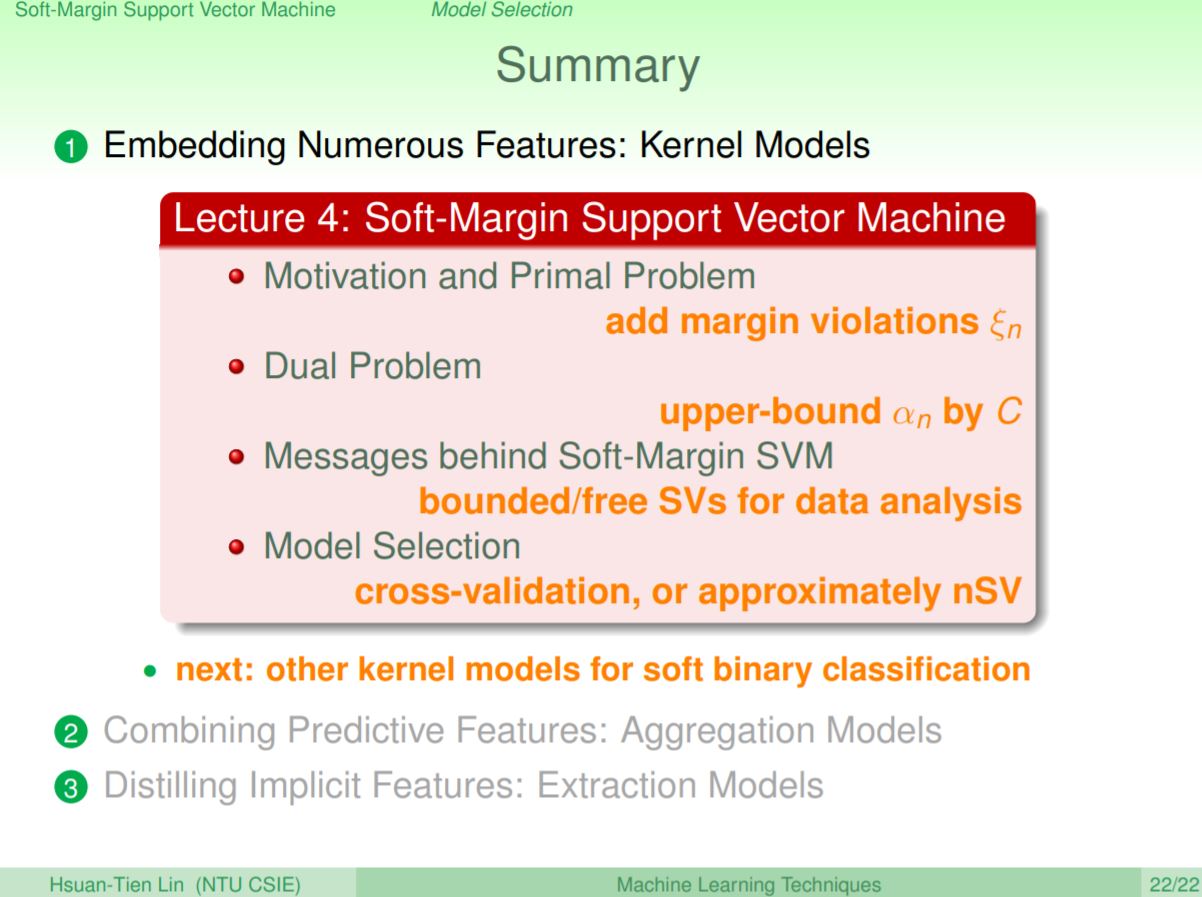 Soft-Margin Support Vector Machine Model Selection
Summary
1 Embedding Numerous Features: Kernel Models
Lecture 4: Soft-Margin Support Vector Machine
Motivation and Primal Problem
add margin violations ξn
Dual Problem
upper-bound αn by C
Messages behind Soft-Margin SVM
bounded/free SVs for data analysis
Model Selection
cross-validation, or approximately nSV
• next: other kernel models for soft binary classification
2 Combining Predictive Features: Aggregation Models
3 Distilling Implicit Features: Extraction Models
Hsuan-Tien Lin (NTU CSIE) Machine Learning Techniques 22/22